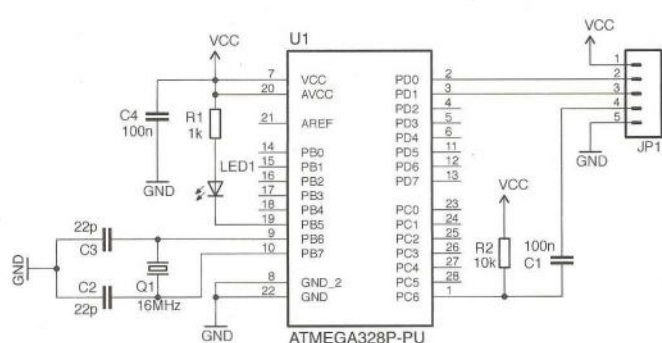 U1
VCC
VCC
VCC
GND
C4
100n
R1
1k
LED1
GND
22p
C3
C2
22p
Q1
16MHz
GND
7 VCC
20 AVCC
21 AREF
14 PB0
15 PB1
16 PB2
17 PB3
18 PB4
19 PB5
9 PB6
10 PB7
8 GND_2
22 GND
PD0 2
PD1 3
PD2 4
PD3 5
PD4 6
PD5 11
PD6 12
PD7 13
PC0 23
PC1 24
PC2 25
PC3 26
PC4 27
PC5 28
PC6 1
ATMEGA328P-PU
R2
10k
100n
C1
1
2
3
4
5
JP1
GND